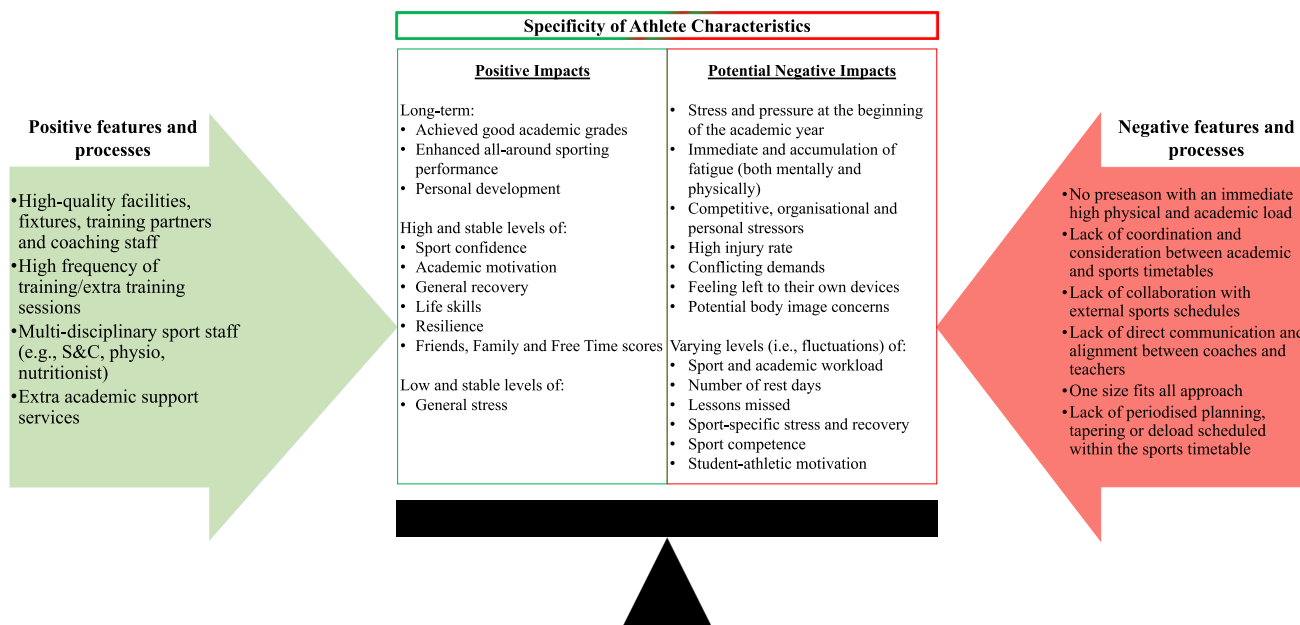 Specificity of Athlete Characteristics
Positive features and
processes
•High-quality facilities,
fixtures, training partners
and coaching staff
•High frequency of
training/extra training
sessions
•Multi-disciplinary sport staff
(e.g., S&C, physio,
nutritionist)
•Extra academic support
services
Positive Impacts
Long-term:
• Achieved good academic grades
• Enhanced all-around sporting
performance
• Personal development
High and stable levels of:
• Sport confidence
• Academic motivation
• General recovery
• Life skills
• Resilience
• Friends, Family and Free Time scores
Low and stable levels of:
• General stress
Potential Negative Impacts
• Stress and pressure at the beginning
of the academic year
• Immediate and accumulation of
fatigue (both mentally and
physically)
• Competitive, organisational and
personal stressors
• High injury rate
• Conflicting demands
• Feeling left to their own devices
• Potential body image concerns
Varying levels (i.e., fluctuations) of:
• Sport and academic workload
• Number of rest days
• Lessons missed
• Sport-specific stress and recovery
• Sport competence
• Student-athletic motivation
Negative features and
processes
•No preseason with an immediate
high physical and academic load
•Lack of coordination and
consideration between academic
and sports timetables
•Lack of collaboration with
external sports schedules
•Lack of direct communication and
alignment between coaches and
teachers
•One size fits all approach
•Lack of periodised planning,
tapering or deload scheduled
within the sports timetable